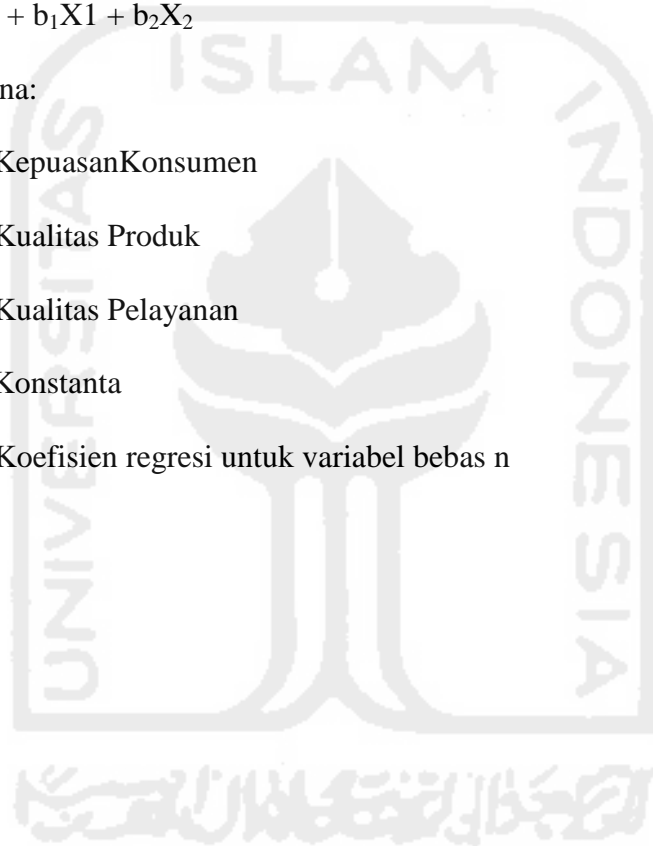 + b₁X1 + b₂X₂
ISLAM
na:
KepuasanKonsumen
Kualitas Produk
Kualitas Pelayanan
Konstanta
Koefisien regresi untuk variabel bebas n
UNIVERSITAS
INDONESIA